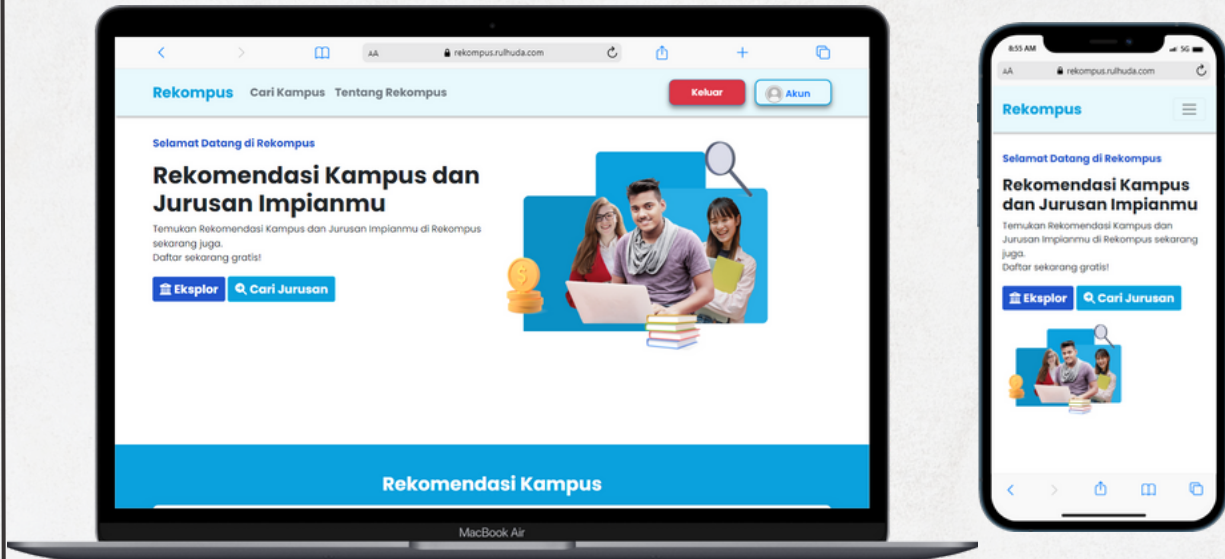 AA rekompus.rulhuda.com
Rekompus Cari Kampus Tentang Rekompus Keluar Akun
Selamat Datang di Rekompus
Rekomendasi Kampus dan
Jurusan Impianmu
Temukan Rekomendasi Kampus dan Jurusan Impianmu di Rekompus
sekarang juga.
Daftar sekarang gratis!
Eksplor Cari Jurusan
Rekomendasi Kampus
MacBook Air
8:55 AM 5G
AA rekompus.rulhuda.com
Rekompus
Selamat Datang di Rekompus
Rekomendasi Kampus
dan Jurusan Impianmu
Temukan Rekomendasi Kampus dan
Jurusan Impianmu di Rekompus sekarang
juga.
Daftar sekarang gratis!
Eksplor Cari Jurusan